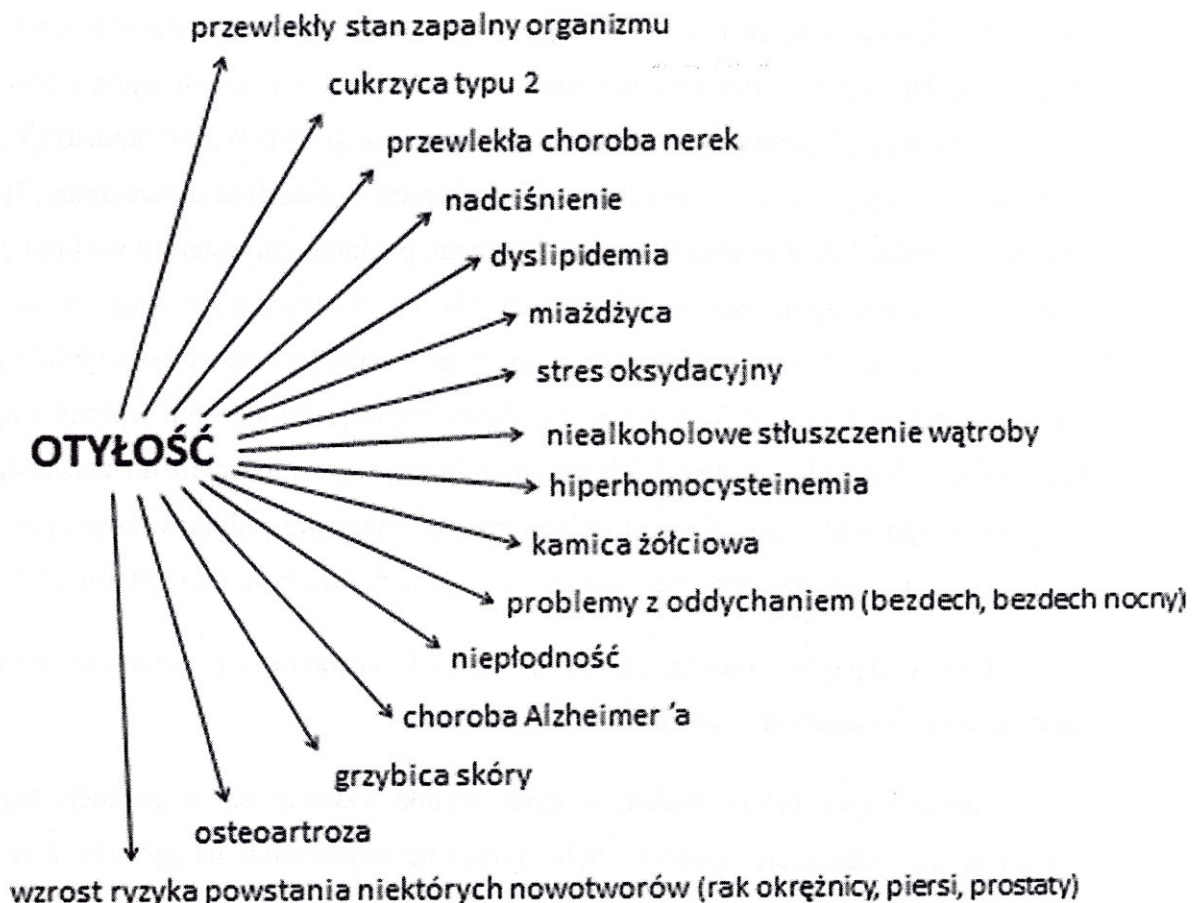 przewlekły stan zapalny organizmu
cukrzyca typu 2
przewlekła choroba nerek
nadciśnienie
dyslipidemia
miażdżyca
stres oksydacyjny
OTYŁOŚĆ
niealkoholowe stłuszczenie wątroby
hiperhomocysteinemia
kamica żółciowa
problemy z oddychaniem (bezdech, bezdech nocny)
niepłodność
choroba Alzheimer 'a
grzybica skóry
osteoartroza
wzrost ryzyka powstania niektórych nowotworów (rak okrężnicy, piersi, prostaty)